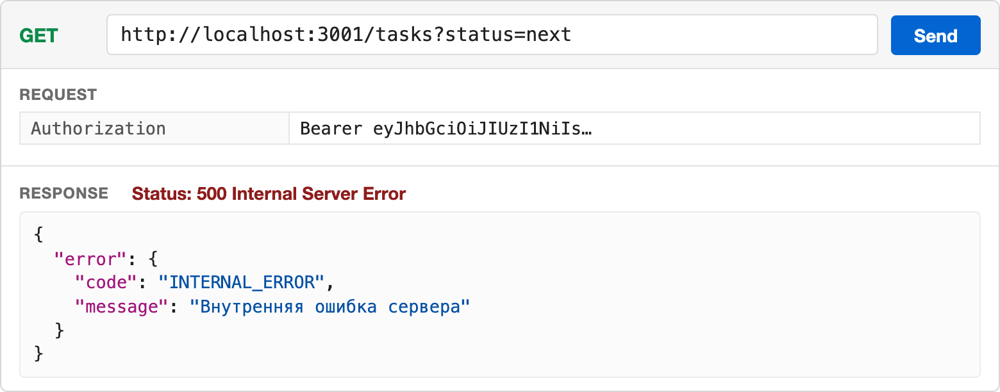 GET http://localhost:3001/tasks?status=next Send
REQUEST
Authorization Bearer eyJhbGciOiJIUzI1NiIs…
RESPONSE Status: 500 Internal Server Error
{
"error": {
"code": "INTERNAL_ERROR",
"message": "Внутренняя ошибка сервера"
}
}